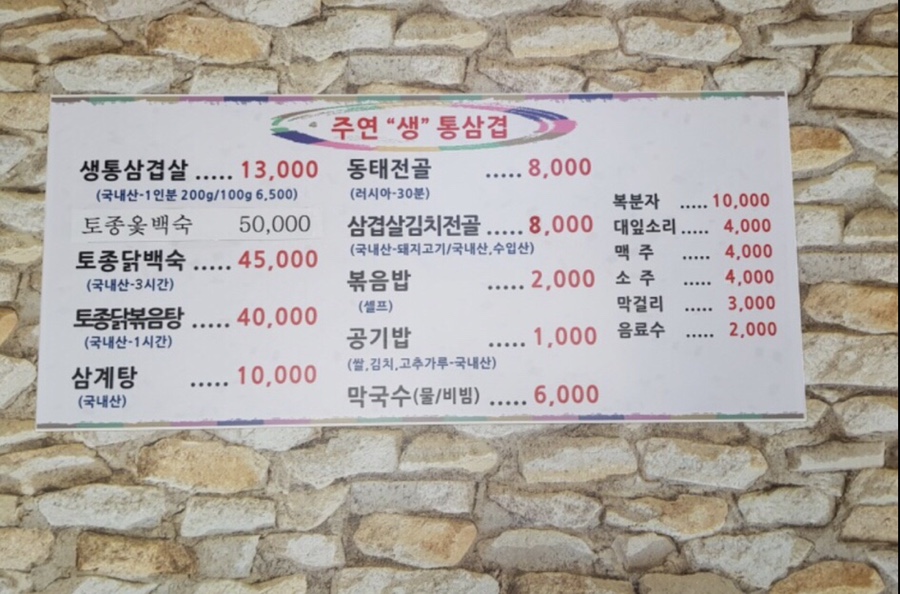 주연 “생” 통삼겹
생통삼겹살 ..... 13,000
(국내산-1인분 200g/100g 6,500)
토종옻백숙 50,000
토종닭백숙 ..... 45,000
(국내산-3시간)
토종닭볶음탕 ..... 40,000
(국내산-1시간)
삼계탕 ..... 10,000
(국내산)
동태전골 ..... 8,000
(러시아-30분)
삼겹살김치전골 ..... 8,000
(국내산-돼지고기/국내산,수입산)
볶음밥 ..... 2,000
(셀프)
공기밥 ..... 1,000
(쌀,김치,고추가루-국내산)
막국수(물/비빔) ..... 6,000
복분자 ..... 10,000
대잎소리 ..... 4,000
맥 주 ..... 4,000
소 주 ..... 4,000
막걸리 ..... 3,000
음료수 ..... 2,000